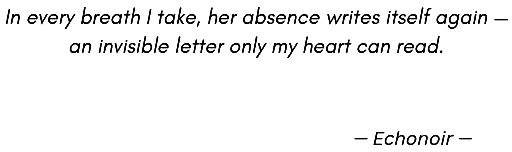 In every breath I take, her absence writes itself again —
an invisible letter only my heart can read.
— Echonoir —